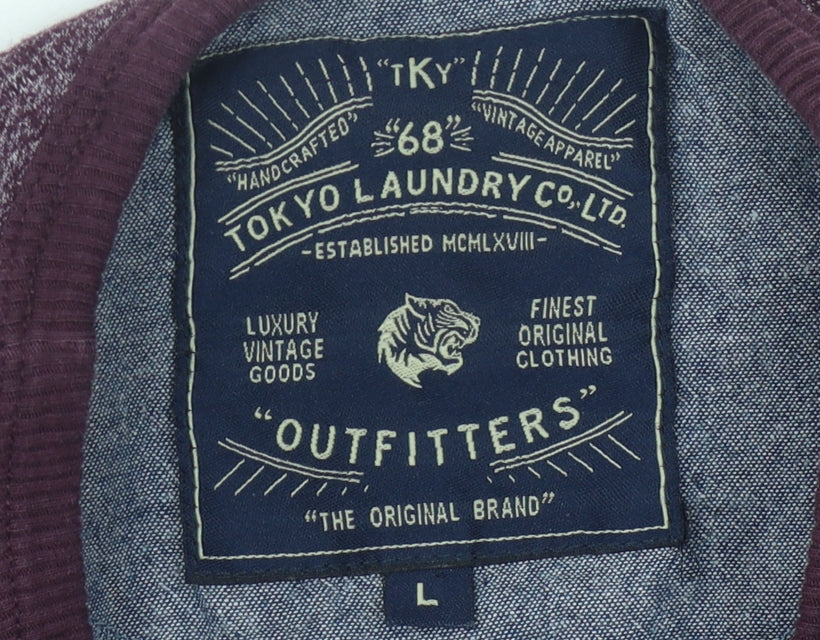 "TKY"
"HANDCRAFTED" "68" "VINTAGE APPAREL"
TOKYO LAUNDRY CO., LTD.
-ESTABLISHED MCMLXVIII-
LUXURY
VINTAGE
GOODS
FINEST
ORIGINAL
CLOTHING
"OUTFITTERS"
"THE ORIGINAL BRAND"
L